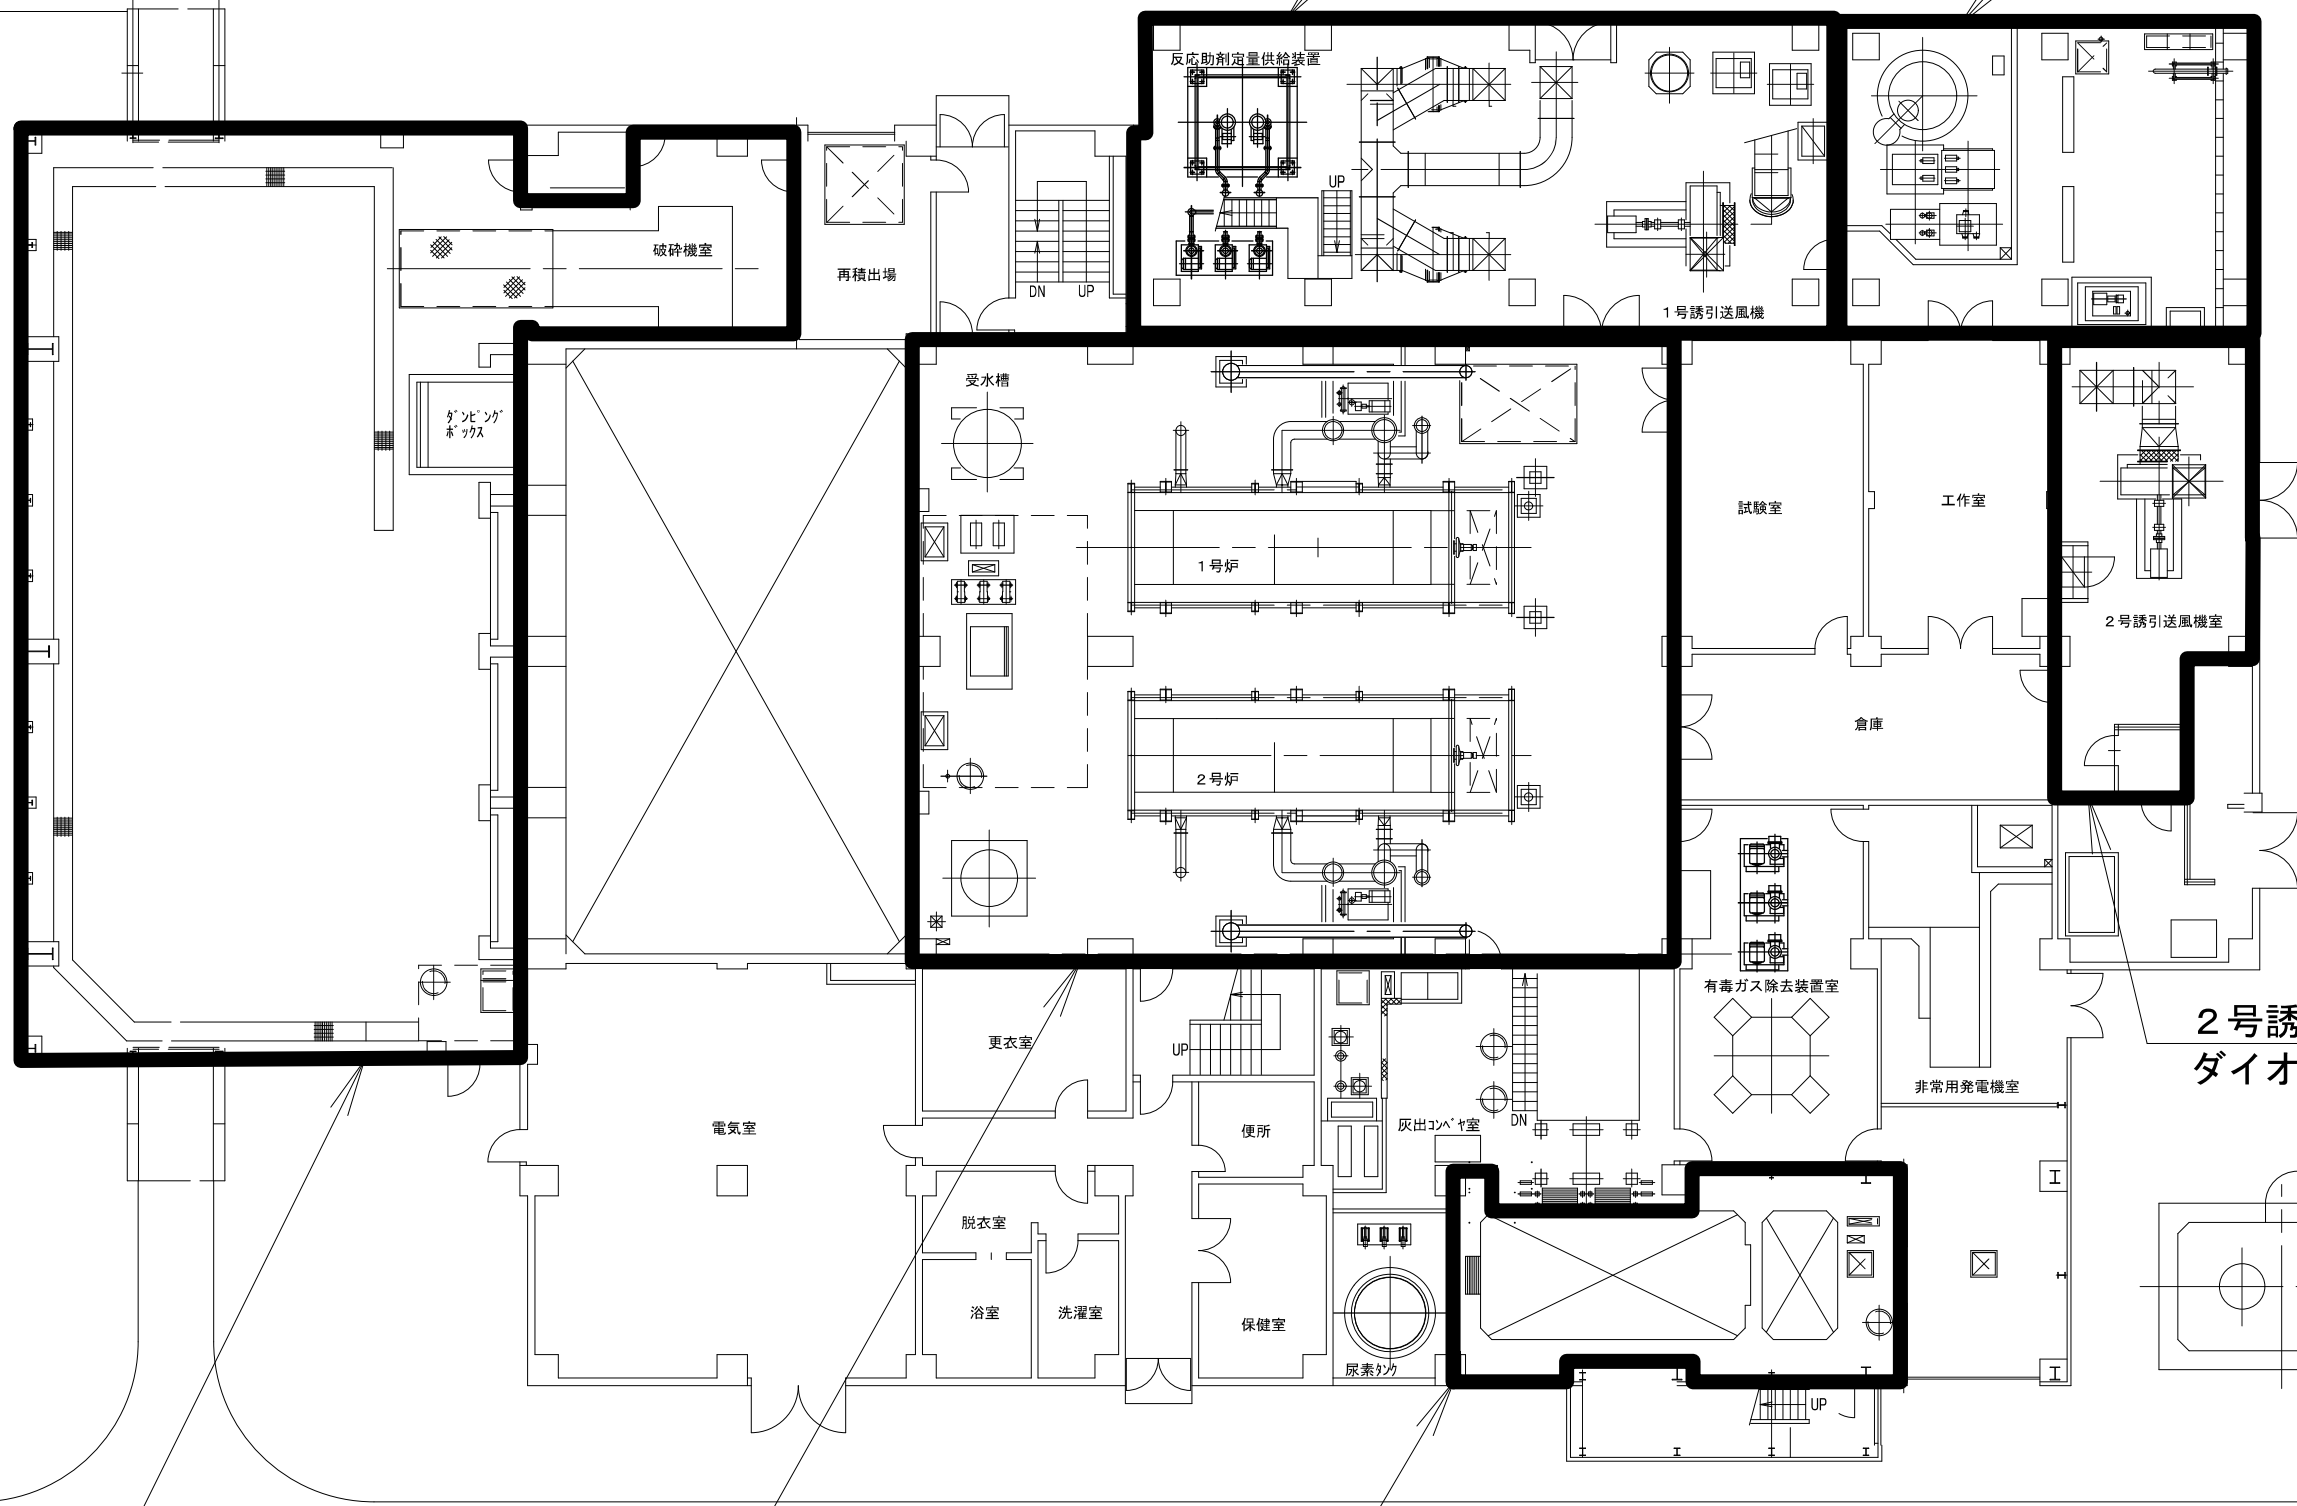 反応助剤定量供給装置
UP
破砕機室
再積出場
DN
UP
1号誘引送風機
受水槽
ﾀﾞﾝﾋﾟﾝｸﾞ
ﾎﾞｯｸｽ
試験室
工作室
1号炉
2号誘引送風機室
倉庫
2号炉
有毒ガス除去装置室
2号誘
ダイオ
更衣室
UP
非常用発電機室
電気室
便所
灰出ｺﾝﾍﾞﾔ室
DN
脱衣室
浴室
洗濯室
保健室
尿素ﾀﾝｸ
UP